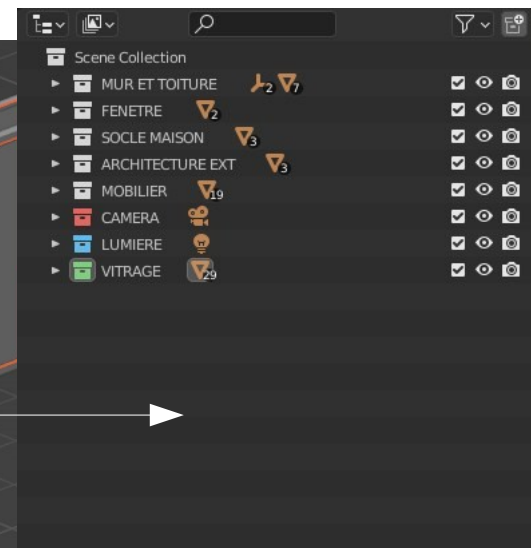 Scene Collection
MUR ET TOITURE 2 7
FENETRE 2
SOCLE MAISON 3
ARCHITECTURE EXT 3
MOBILIER 19
CAMERA
LUMIERE
VITRAGE 29